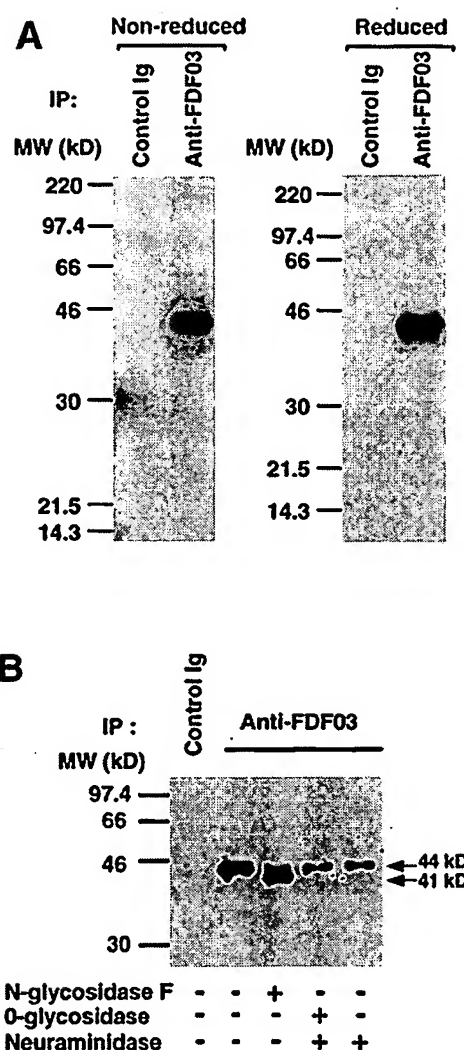 A
Non-reduced
Reduced
IP:
Control Ig
Anti-FDF03
Control Ig
Anti-FDF03
MW (kD)
MW (kD)
220
97.4
66
46
30
21.5
14.3
220
97.4
66
46
30
21.5
14.3
B
Control Ig
IP :
Anti-FDF03
MW (kD)
97.4
66
46
30
44 kD
41 kD
N-glycosidase F - - + - -
0-glycosidase - - - + -
Neuraminidase - - - + +